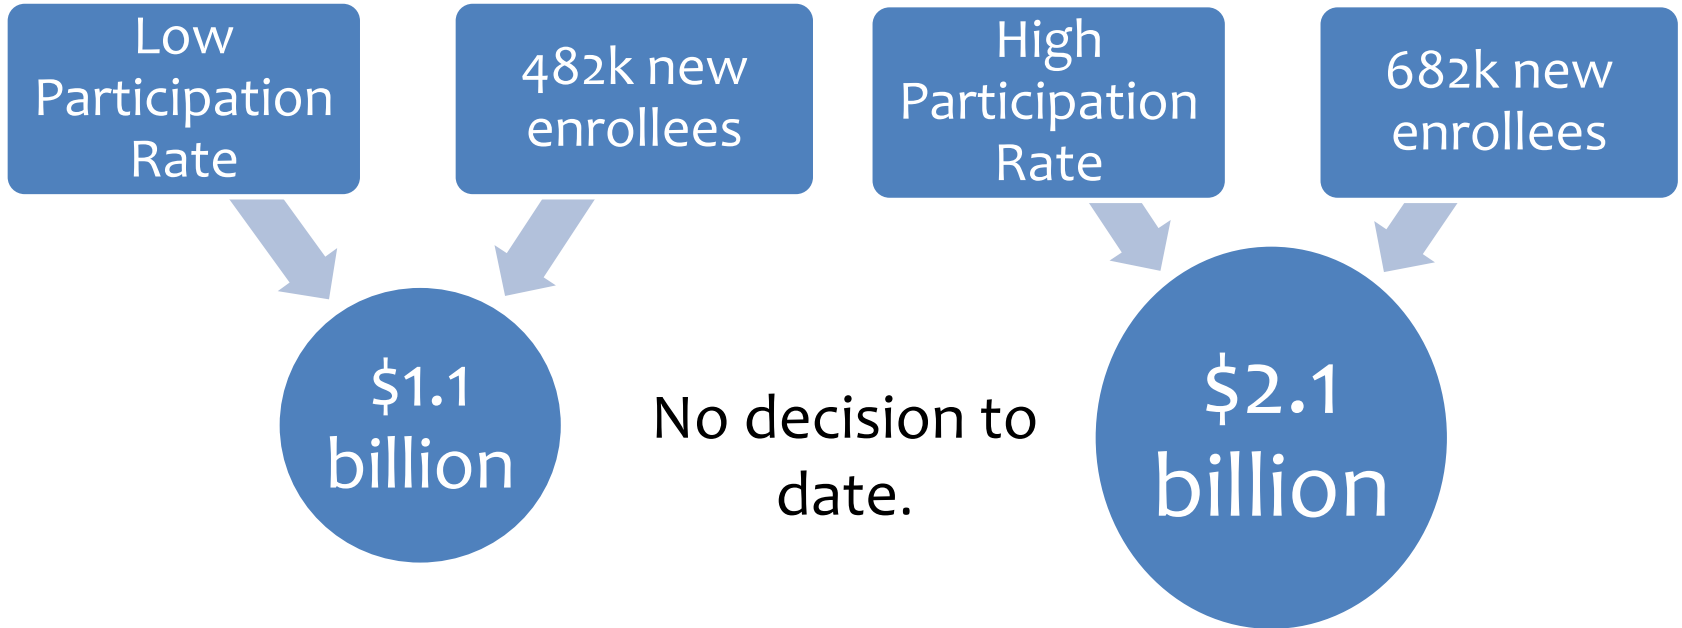 Low
Participation
Rate
482k new
enrollees
High
Participation
Rate
682k new
enrollees
$1.1
billion
No decision to
date.
$2.1
billion